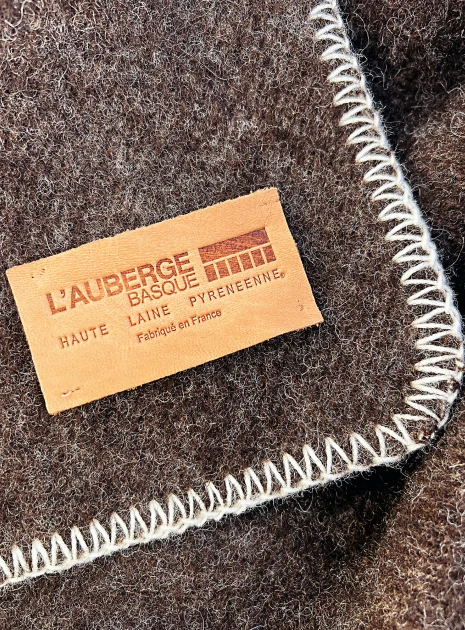 L'AUBERGE
BASQUE
HAUTE LAINE PYRENEENNE®
Fabriqué en France